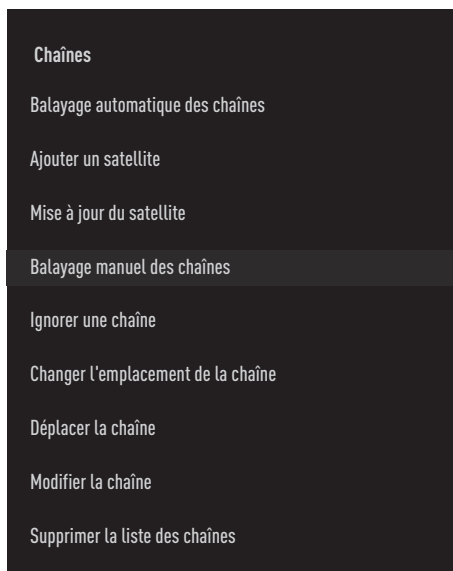 Chaînes
Balayage automatique des chaînes
Ajouter un satellite
Mise à jour du satellite
Balayage manuel des chaînes
Ignorer une chaîne
Changer l'emplacement de la chaîne
Déplacer la chaîne
Modifier la chaîne
Supprimer la liste des chaînes